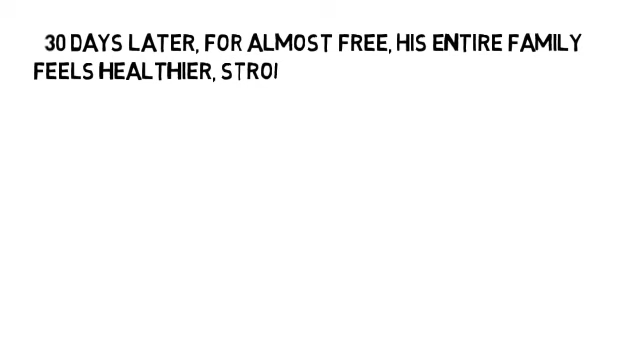 30 DAYS LATER, FOR ALMOST FREE, HIS ENTIRE FAMILY
FEELS HEALTHIER,